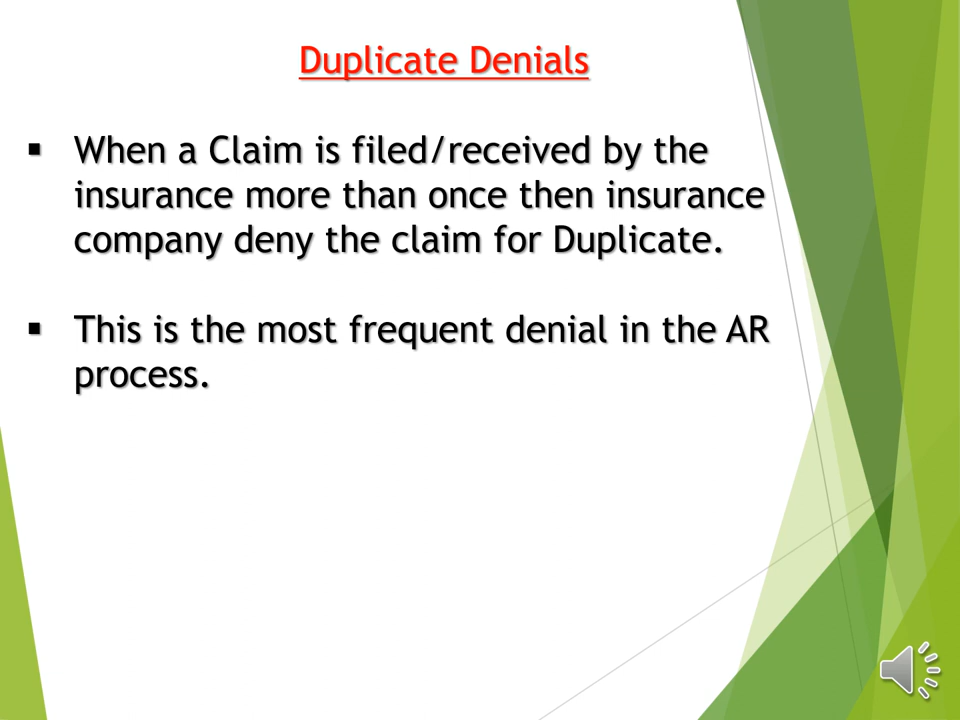 Duplicate Denials
▪ When a Claim is filed/received by the
insurance more than once then insurance
company deny the claim for Duplicate.
▪ This is the most frequent denial in the AR
process.